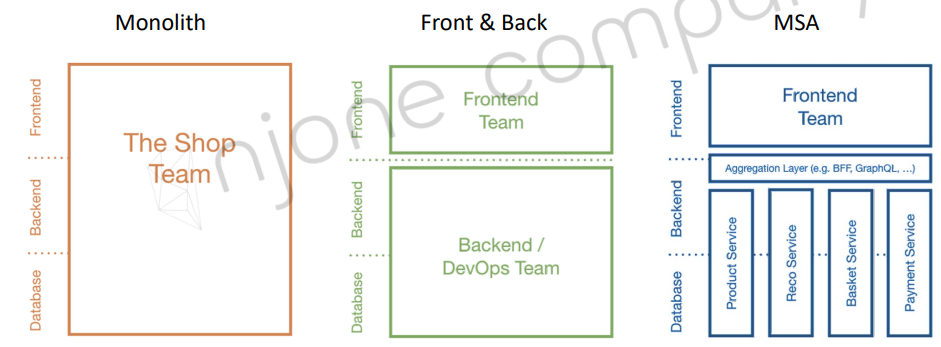 Monolith
Frontend
Backend
Database
The Shop
Team
Front & Back
Frontend
Backend
Database
Frontend
Team
Backend /
DevOps Team
MSA
Frontend
Backend
Database
Frontend
Team
Aggregation Layer (e.g. BFF, GraphQL, ...)
Product Service
Reco Service
Basket Service
Payment Service
njone company